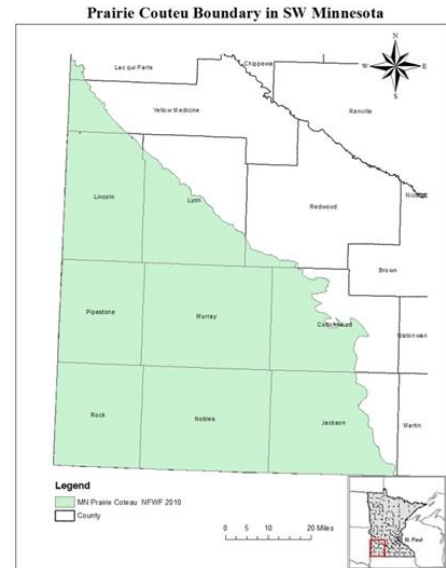 Prairie Couteu Boundary in SW Minnesota
N
W
E
S
Lac qui Parle
Chippewa
Yellow Medicine
Renville
Nicollet
Lincoln
Lyon
Redwood
Brown
Pipestone
Murray
Cottonwood
Watonwan
Rock
Nobles
Jackson
Martin
Legend
MN Prairie Coteau NFWF 2010
County
0 5 10 20 Miles
St. Paul